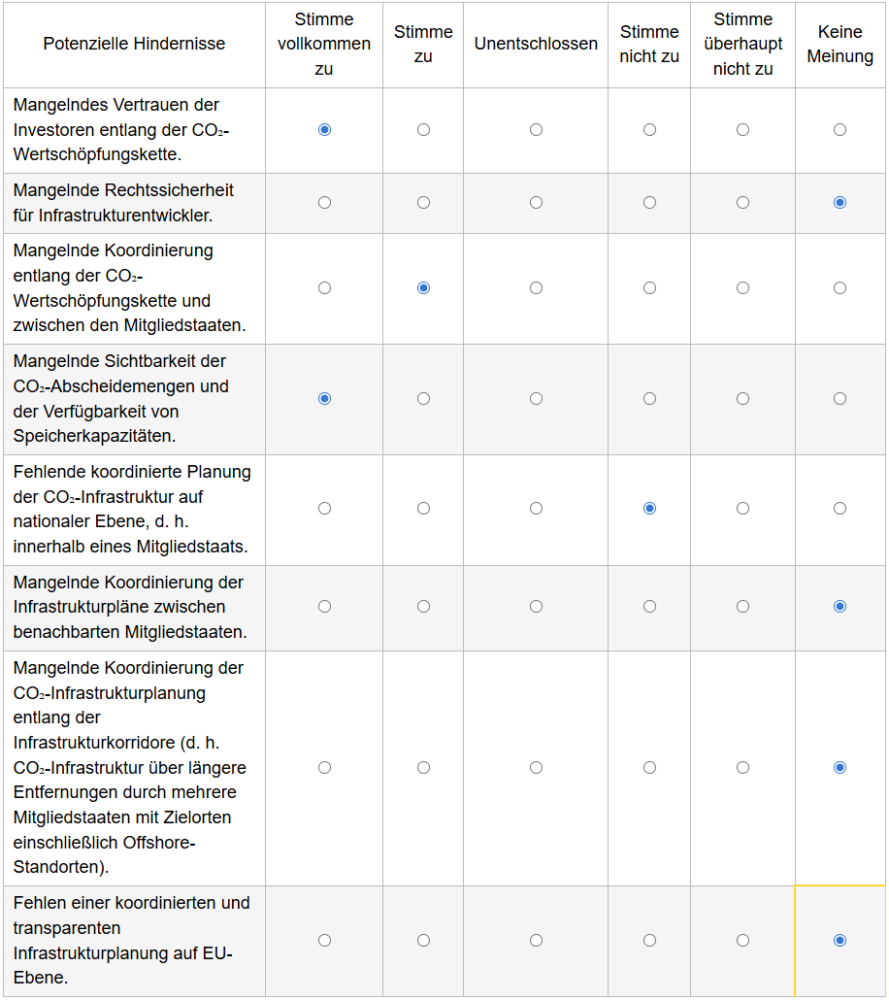 Potenzielle Hindernisse
Stimme
vollkommen
zu
Stimme
zu
Unentschlossen
Stimme
nicht zu
Stimme
überhaupt
nicht zu
Keine
Meinung
Mangelndes Vertrauen der
Investoren entlang der CO₂-
Wertschöpfungskette.
Mangelnde Rechtssicherheit
für Infrastrukturentwickler.
Mangelnde Koordinierung
entlang der CO₂-
Wertschöpfungskette und
zwischen den Mitgliedstaaten.
Mangelnde Sichtbarkeit der
CO₂-Abscheidemengen und
der Verfügbarkeit von
Speicherkapazitäten.
Fehlende koordinierte Planung
der CO₂-Infrastruktur auf
nationaler Ebene, d. h.
innerhalb eines Mitgliedstaats.
Mangelnde Koordinierung der
Infrastrukturpläne zwischen
benachbarten Mitgliedstaaten.
Mangelnde Koordinierung der
CO₂-Infrastrukturplanung
entlang der
Infrastrukturkorridore (d. h.
CO₂-Infrastruktur über längere
Entfernungen durch mehrere
Mitgliedstaaten mit Zielorten
einschließlich Offshore-
Standorten).
Fehlen einer koordinierten und
transparenten
Infrastrukturplanung auf EU-
Ebene.